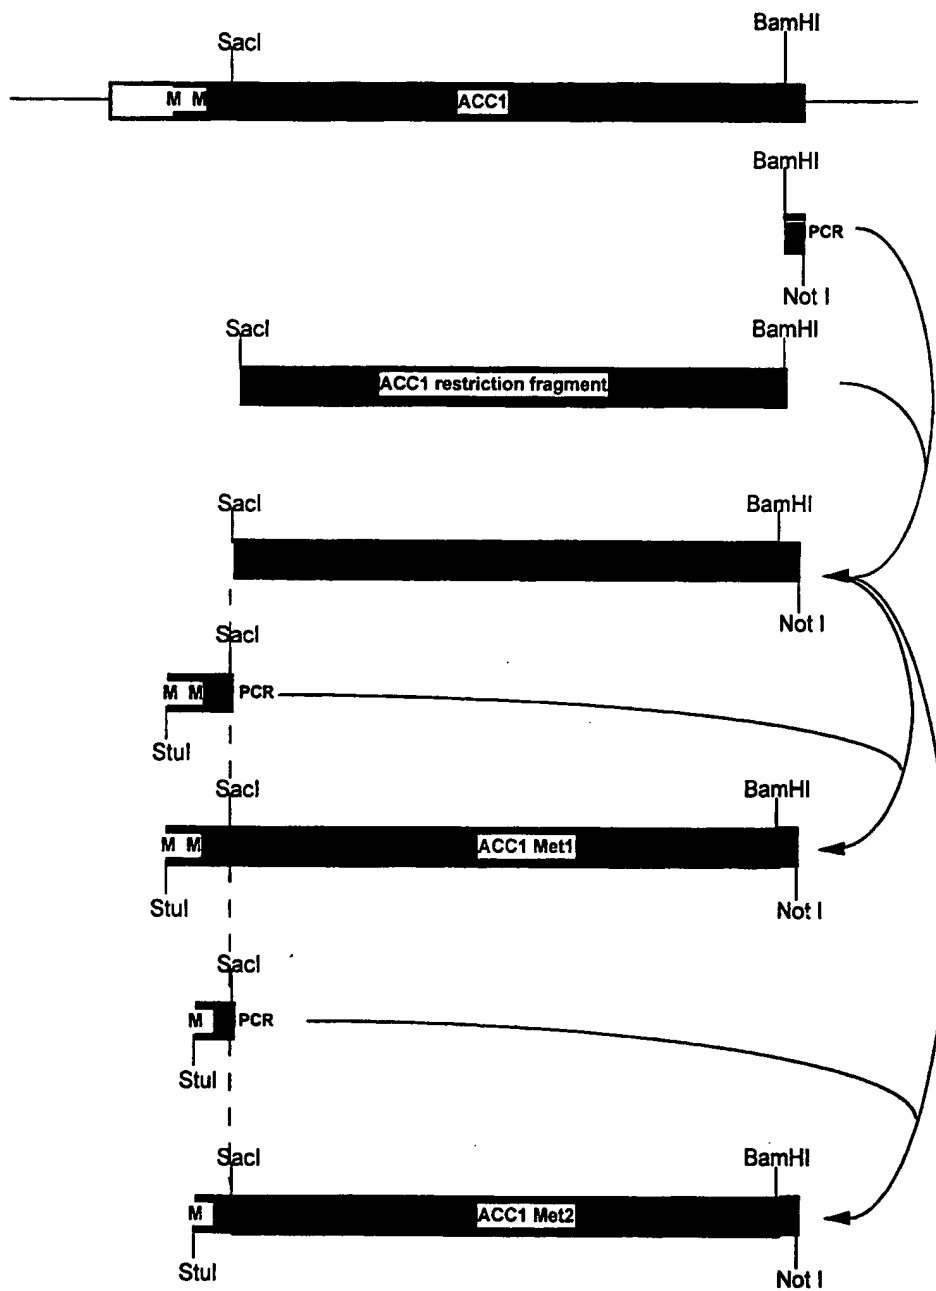 BamHI
SacI
M M
ACC1
BamHI
PCR
Not I
SacI
BamHI
ACC1 restriction fragment
SacI
BamHI
Not I
SacI
M M
PCR
StuI
SacI
BamHI
M M
ACC1 Met1
StuI
Not I
SacI
M
PCR
StuI
SacI
BamHI
M
ACC1 Met2
StuI
Not I